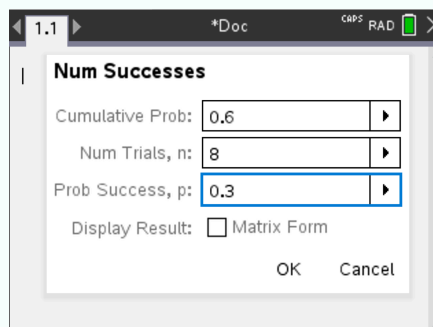 1.1 *Doc CAPS RAD
Num Successes
Cumulative Prob: 0.6
Num Trials, n: 8
Prob Success, p: 0.3
Display Result: Matrix Form
OK Cancel